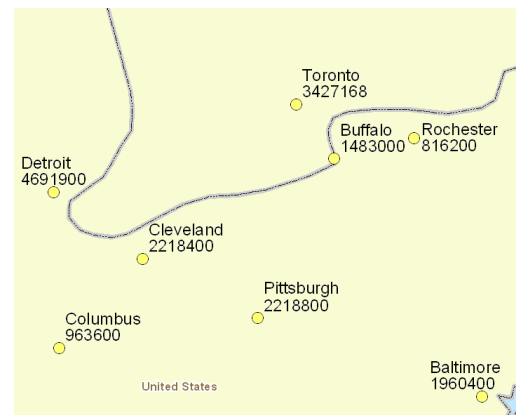 Toronto
3427168
Buffalo
1483000
Rochester
816200
Detroit
4691900
Cleveland
2218400
Pittsburgh
2218800
Columbus
963600
Baltimore
1960400
United States